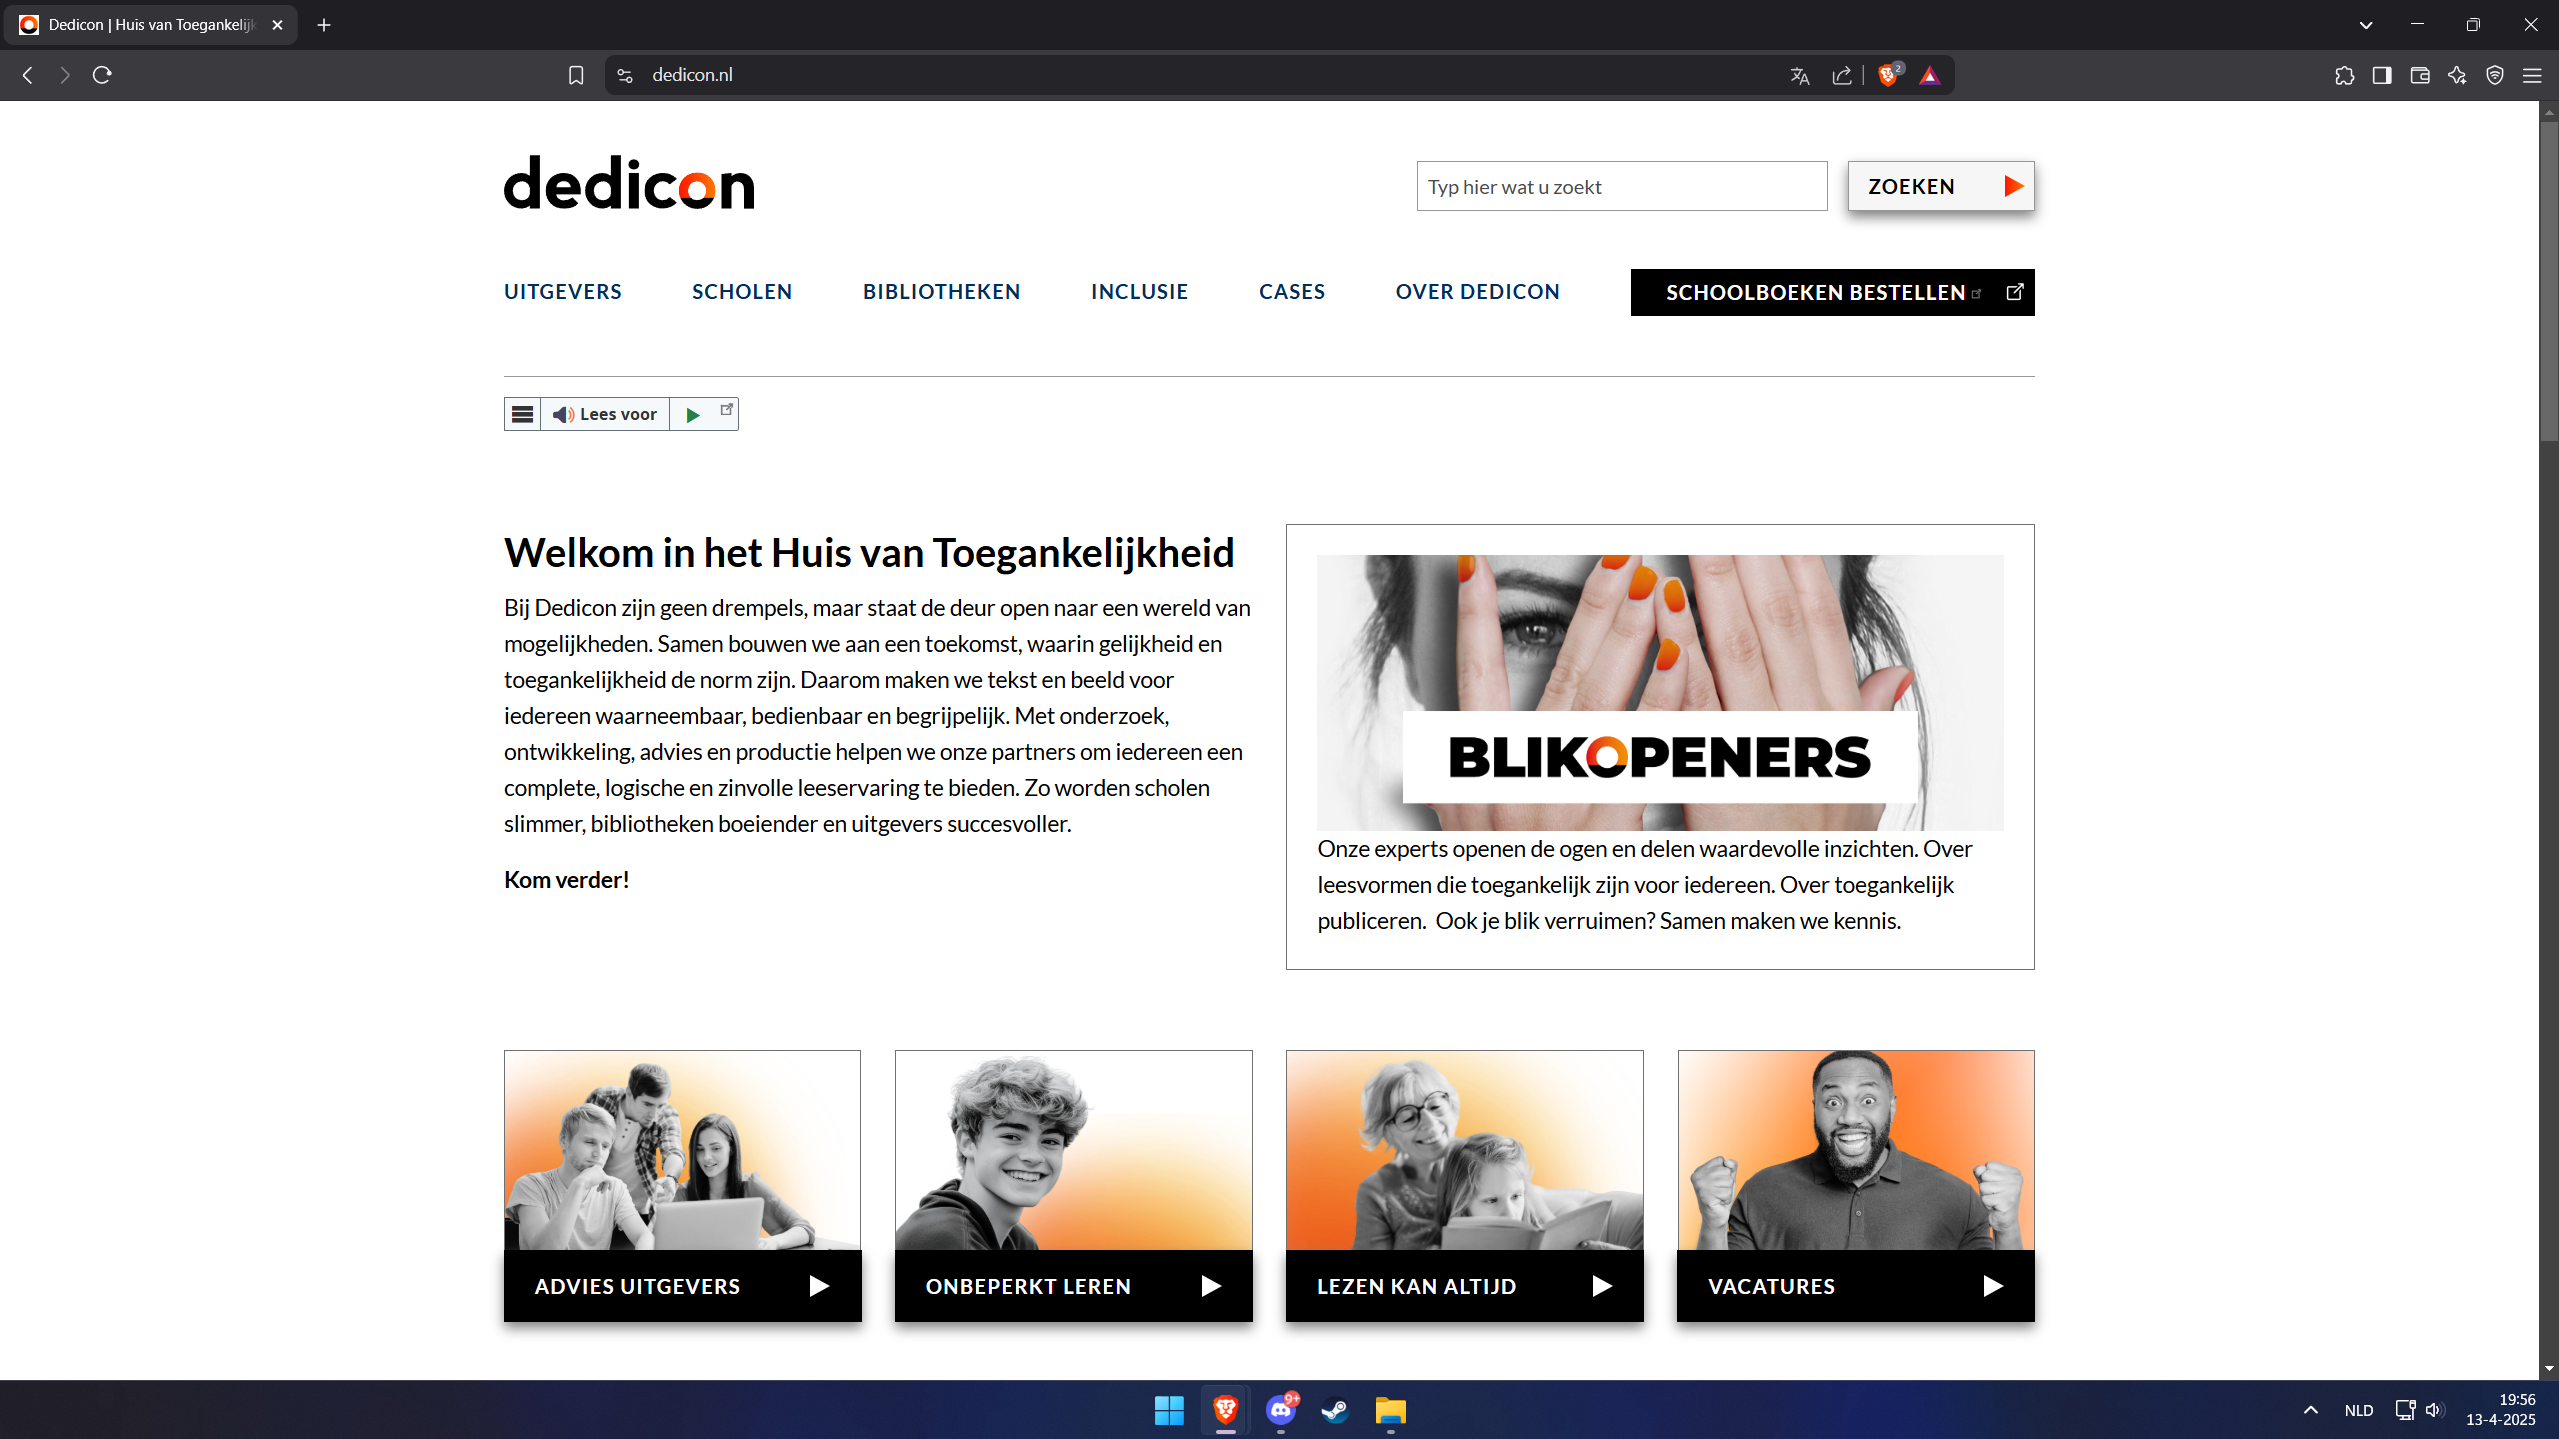 Dedicon | Huis van Toegankelijk
dedicon.nl
2
dedicon
Typ hier wat u zoekt
ZOEKEN
UITGEVERS
SCHOLEN
BIBLIOTHEKEN
INCLUSIE
CASES
OVER DEDICON
SCHOOLBOEKEN BESTELLEN
Lees voor
Welkom in het Huis van Toegankelijkheid
Bij Dedicon zijn geen drempels, maar staat de deur open naar een wereld van
mogelijkheden. Samen bouwen we aan een toekomst, waarin gelijkheid en
toegankelijkheid de norm zijn. Daarom maken we tekst en beeld voor
iedereen waarneembaar, bedienbaar en begrijpelijk. Met onderzoek,
ontwikkeling, advies en productie helpen we onze partners om iedereen een
complete, logische en zinvolle leeservaring te bieden. Zo worden scholen
slimmer, bibliotheken boeiender en uitgevers succesvoller.
Kom verder!
BLIKOPENERS
Onze experts openen de ogen en delen waardevolle inzichten. Over
leesvormen die toegankelijk zijn voor iedereen. Over toegankelijk
publiceren.  Ook je blik verruimen? Samen maken we kennis.
ADVIES UITGEVERS
ONBEPERKT LEREN
LEZEN KAN ALTIJD
VACATURES
9+
NLD
19:56
13-4-2025